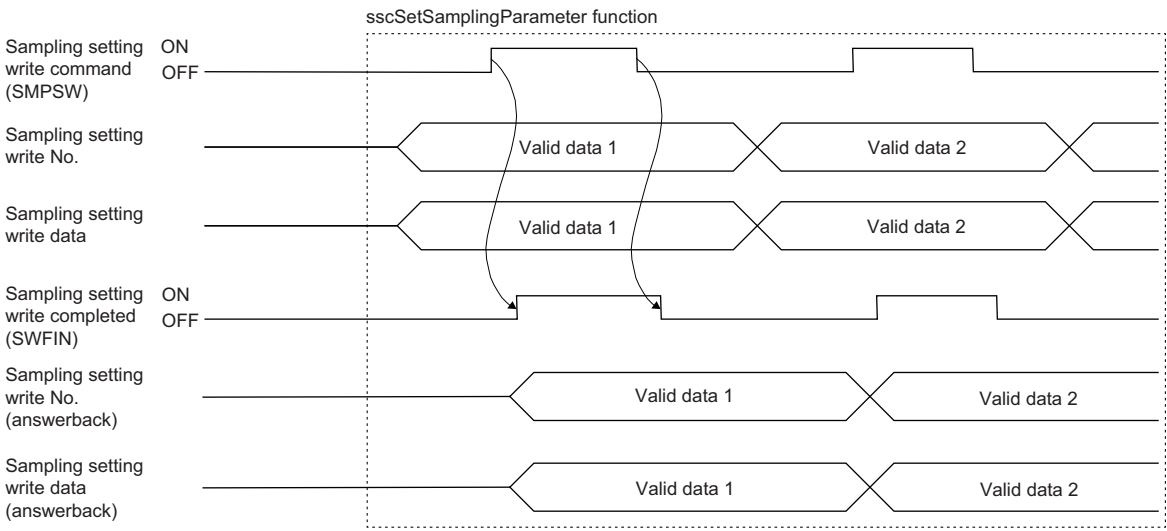 sscSetSamplingParameter function
Sampling setting
write command
(SMPSW)
ON
OFF
Sampling setting
write No.
Valid data 1
Valid data 2
Sampling setting
write data
Valid data 1
Valid data 2
Sampling setting
write completed
(SWFIN)
ON
OFF
Sampling setting
write No.
(answerback)
Valid data 1
Valid data 2
Sampling setting
write data
(answerback)
Valid data 1
Valid data 2